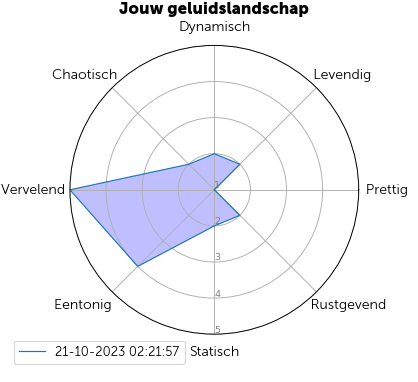 Jouw geluidslandschap
Dynamisch
Chaotisch
Levendig
Vervelend
1
Prettig
2
3
Eentonig
4
Rustgevend
5
21-10-2023 02:21:57
Statisch